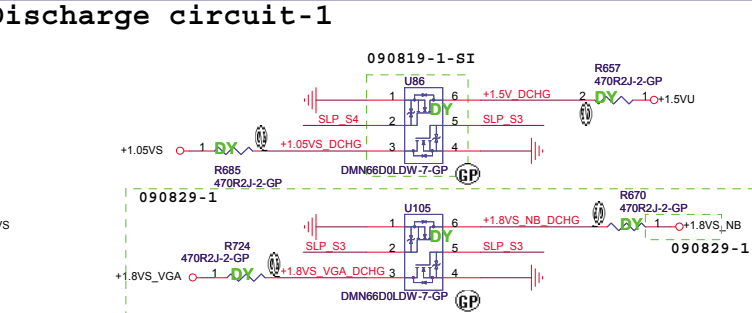 Discharge circuit-1
090819-1-SI
U86
R657
470R2J-2-GP
1 6 +1.5V_DCHG 2 DY 1 +1.5VU
DY
SLP_S4 2 5 SLP_S3
+1.05VS 1 DY 2 +1.05VS_DCHG 3 4
R685
470R2J-2-GP
DMN66D0LDW-7-GP GP
090829-1
U105
R670
470R2J-2-GP
1 6 +1.8VS_NB_DCHG DY 1 +1.8VS_NB
VS
DY
SLP_S3 2 5 SLP_S3
090829-1
R724
470R2J-2-GP
+1.8VS_VGA 1 DY +1.8VS_VGA_DCHG 3 4
DMN66D0LDW-7-GP GP